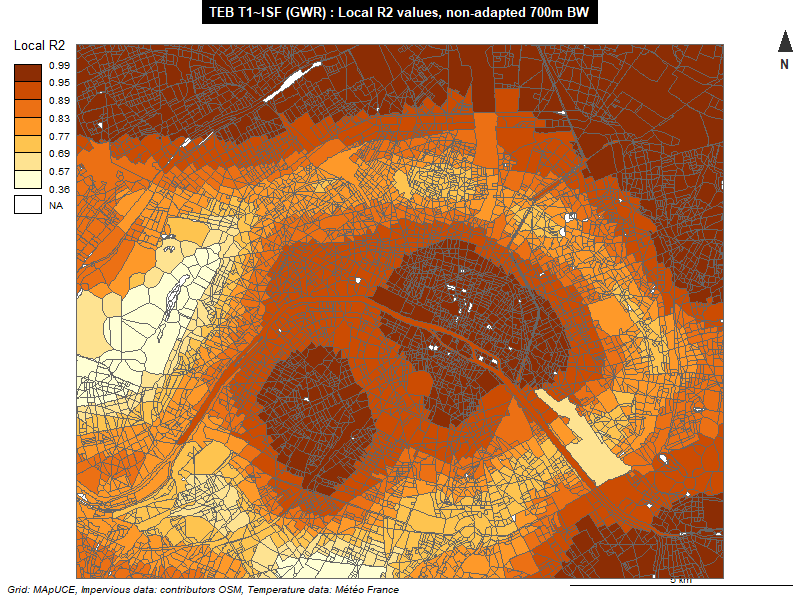 TEB T1~ISF (GWR) : Local R2 values, non-adapted 700m BW
Local R2
0.99
0.95
0.89
0.83
0.77
0.69
0.57
0.36
NA
N
5 km
Grid: MApUCE, Impervious data: contributors OSM, Temperature data: Météo France